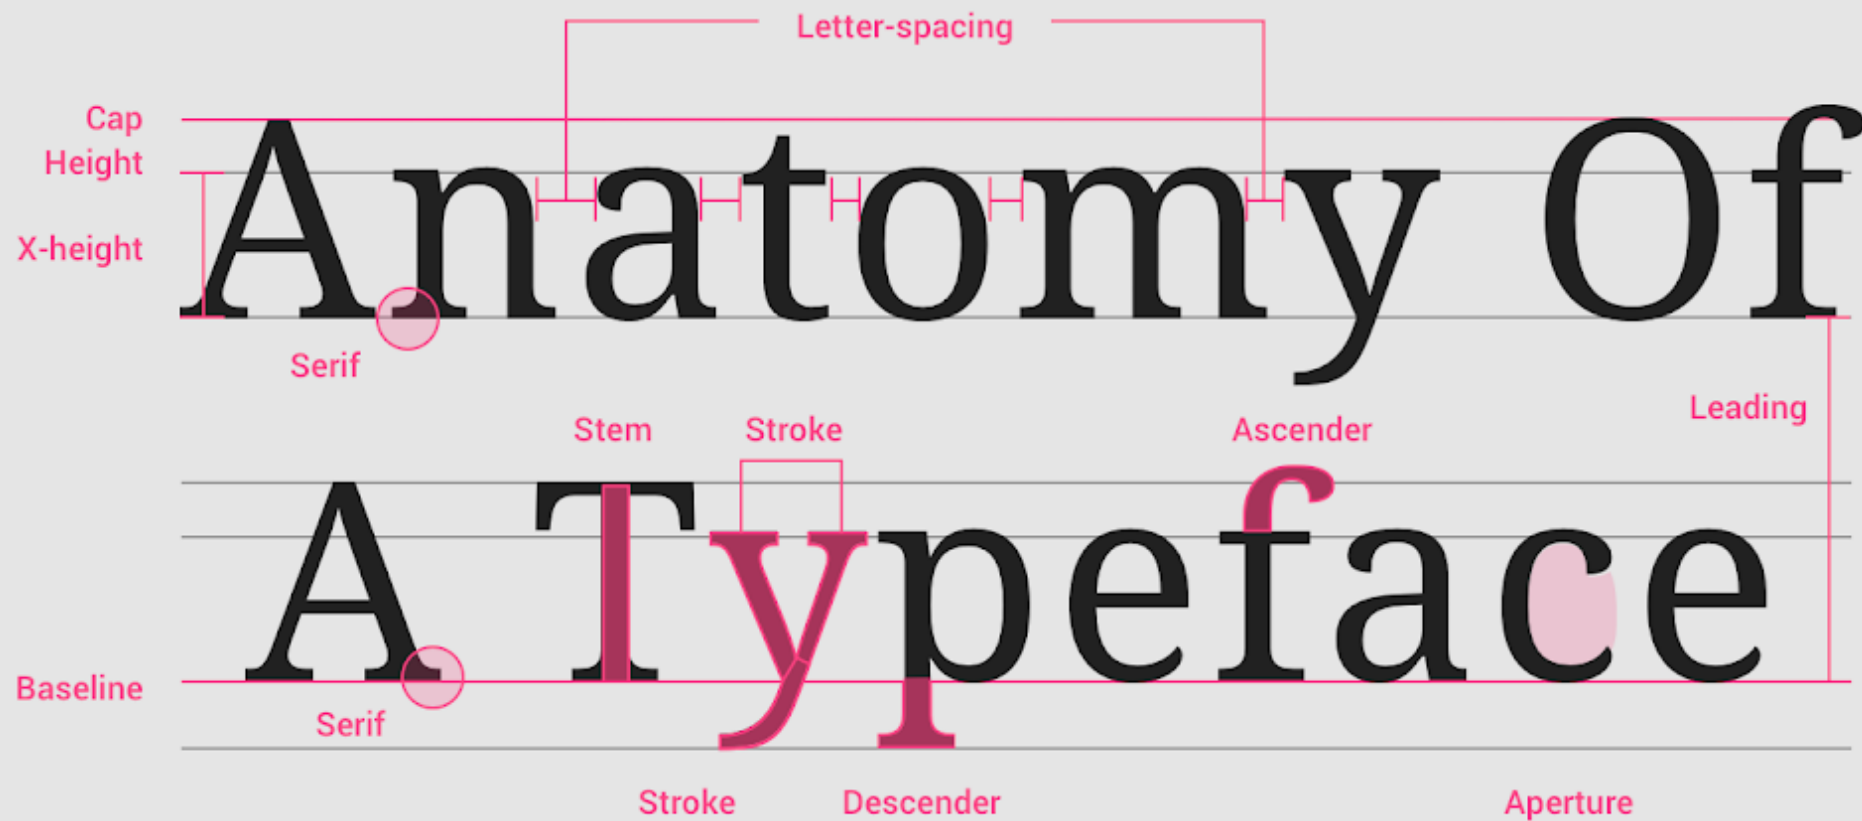 Letter-spacing
Cap
Height
X-height
Anatomy Of
Serif
Leading
Stem Stroke Ascender
A Typeface
Baseline
Serif
Stroke Descender Aperture